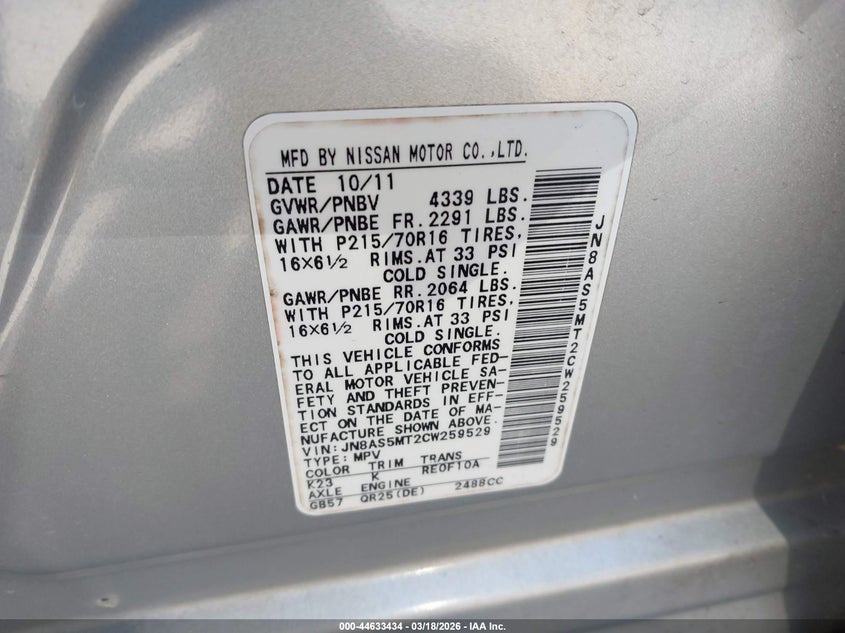 MFD BY NISSAN MOTOR CO.,LTD.
DATE 10/11
GVWR/PNBV 4339 LBS.
GAWR/PNBE FR. 2291 LBS.
WITH P215/70R16 TIRES.
16×6½ RIMS. AT 33 PSI
COLD SINGLE.
GAWR/PNBE RR. 2064 LBS.
WITH P215/70R16 TIRES.
16×6½ RIMS. AT 33 PSI
COLD SINGLE.
THIS VEHICLE CONFORMS
TO ALL APPLICABLE FED-
ERAL MOTOR VEHICLE SA-
FETY AND THEFT PREVEN-
TION STANDARDS IN EFF-
ECT ON THE DATE OF MA-
NUFACTURE SHOWN ABOVE.
VIN: JN8AS5MT2CW259529
TYPE: MPV
COLOR TRIM TRANS
K23 K RE0F10A
AXLE ENGINE
GB57 QR25(DE) 2488CC
JN8AS5MT2CW259529
000-44633434 — 03/18/2026 — IAA Inc.